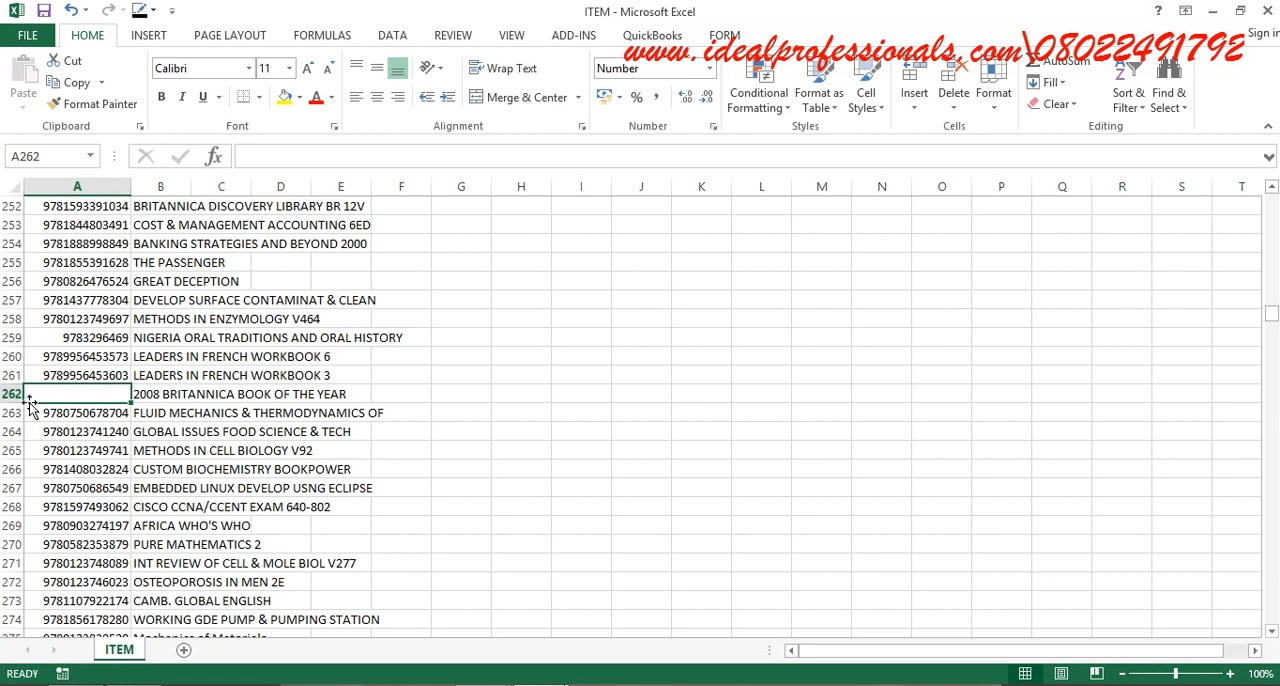 ITEM - Microsoft Excel
Sign in
FILE HOME INSERT PAGE LAYOUT FORMULAS DATA REVIEW VIEW ADD-INS QuickBooks FORM
www.idealprofessionals.com\08022491792
Cut
Copy
Format Painter
Paste
Clipboard
Calibri 11
B I U
Font
Wrap Text
Merge & Center
Alignment
Number
Number
Conditional Formatting
Format as Table
Cell Styles
Styles
Insert Delete Format
Cells
AutoSum
Fill
Clear
Sort & Filter
Find & Select
Editing
A262 fx
A B C D E F G H I J K L M N O P Q R S T
252 9781593391034 BRITANNICA DISCOVERY LIBRARY BR 12V
253 9781844803491 COST & MANAGEMENT ACCOUNTING 6ED
254 9781888998849 BANKING STRATEGIES AND BEYOND 2000
255 9781855391628 THE PASSENGER
256 9780826476524 GREAT DECEPTION
257 9781437778304 DEVELOP SURFACE CONTAMINAT & CLEAN
258 9780123749697 METHODS IN ENZYMOLOGY V464
259 9783296469 NIGERIA ORAL TRADITIONS AND ORAL HISTORY
260 9789956453573 LEADERS IN FRENCH WORKBOOK 6
261 9789956453603 LEADERS IN FRENCH WORKBOOK 3
262 2008 BRITANNICA BOOK OF THE YEAR
263 9780750678704 FLUID MECHANICS & THERMODYNAMICS OF
264 9780123741240 GLOBAL ISSUES FOOD SCIENCE & TECH
265 9780123749741 METHODS IN CELL BIOLOGY V92
266 9781408032824 CUSTOM BIOCHEMISTRY BOOKPOWER
267 9780750686549 EMBEDDED LINUX DEVELOP USNG ECLIPSE
268 9781597493062 CISCO CCNA/CCENT EXAM 640-802
269 9780903274197 AFRICA WHO'S WHO
270 9780582353879 PURE MATHEMATICS 2
271 9780123748089 INT REVIEW OF CELL & MOLE BIOL V277
272 9780123746023 OSTEOPOROSIS IN MEN 2E
273 9781107922174 CAMB. GLOBAL ENGLISH
274 9781856178280 WORKING GDE PUMP & PUMPING STATION
Mechanics of Materials
ITEM
READY
100%